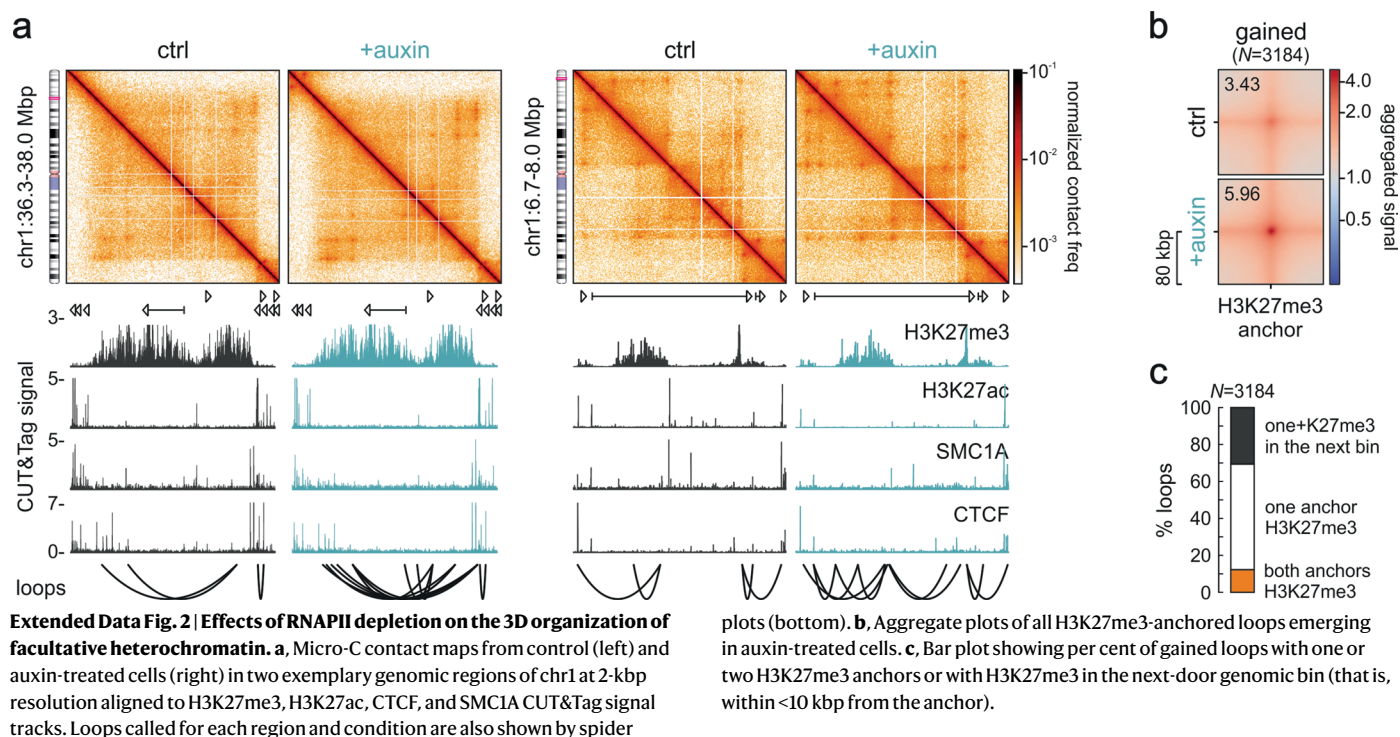 a
ctrl
+auxin
ctrl
+auxin
chr1:36.3-38.0 Mbp
chr1:6.7-8.0 Mbp
10-1
10-2
10-3
normalized contact freq
CUT&Tag signal
3-
5-
5-
7-
0-
H3K27me3
H3K27ac
SMC1A
CTCF
loops
b
gained
(N=3184)
ctrl
3.43
+auxin
5.96
80 kbp
H3K27me3
anchor
4.0
2.0
1.0
0.5
aggregated signal
c
N=3184
% loops
100
80
60
40
20
0
one+K27me3
in the next bin
one anchor
H3K27me3
both anchors
H3K27me3
Extended Data Fig. 2 | Effects of RNAPII depletion on the 3D organization of
facultative heterochromatin. a, Micro-C contact maps from control (left) and
auxin-treated cells (right) in two exemplary genomic regions of chr1 at 2-kbp
resolution aligned to H3K27me3, H3K27ac, CTCF, and SMC1A CUT&Tag signal
tracks. Loops called for each region and condition are also shown by spider
plots (bottom). b, Aggregate plots of all H3K27me3-anchored loops emerging
in auxin-treated cells. c, Bar plot showing per cent of gained loops with one or
two H3K27me3 anchors or with H3K27me3 in the next-door genomic bin (that is,
within <10 kbp from the anchor).